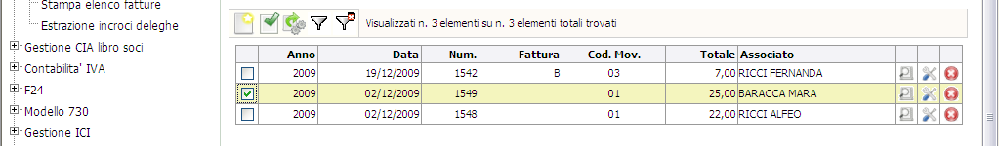 Stampa elenco fatture
Estrazione incroci deleghe
Gestione CIA libro soci
Contabilita' IVA
F24
Modello 730
Gestione ICI
Visualizzati n. 3 elementi su n. 3 elementi totali trovati
Anno Data Num. Fattura Cod. Mov. Totale Associato
2009 19/12/2009 1542 B 03 7,00 RICCI FERNANDA
2009 02/12/2009 1549 01 25,00 BARACCA MARA
2009 02/12/2009 1548 01 22,00 RICCI ALFEO